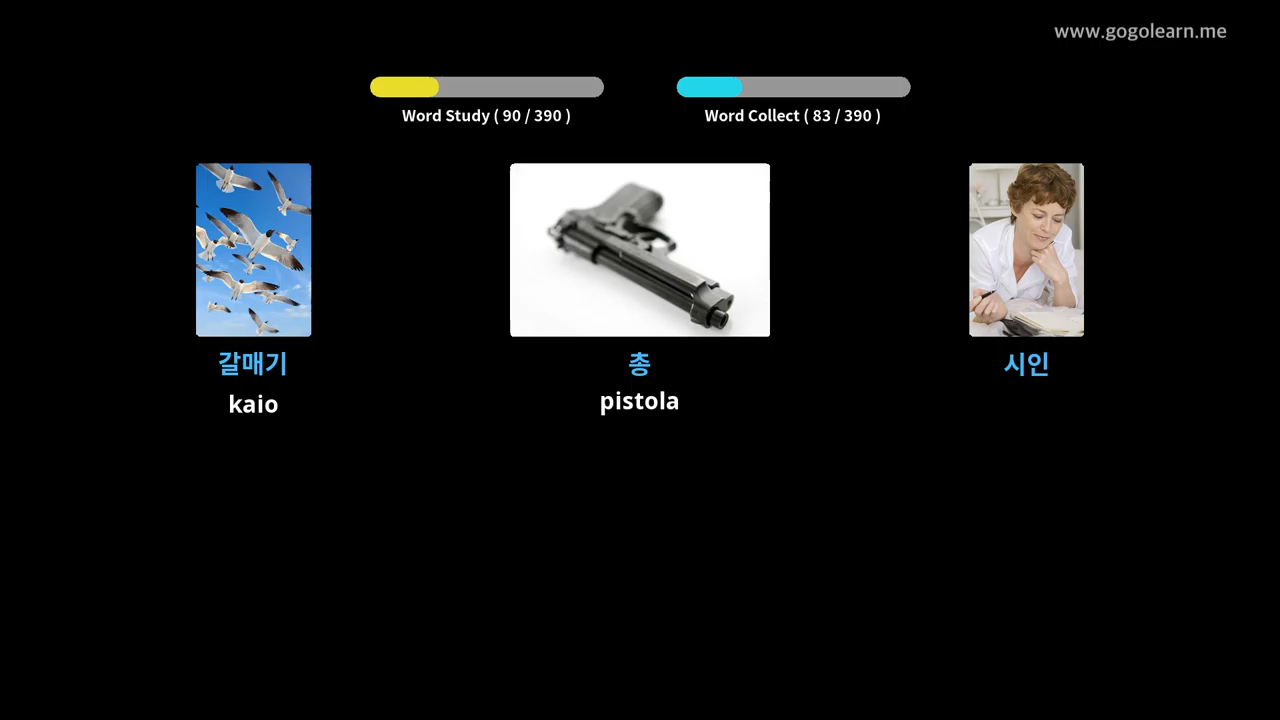 www.gogolearn.me
Word Study ( 90 / 390 )
Word Collect ( 83 / 390 )
갈매기
kaio
총
pistola
시인